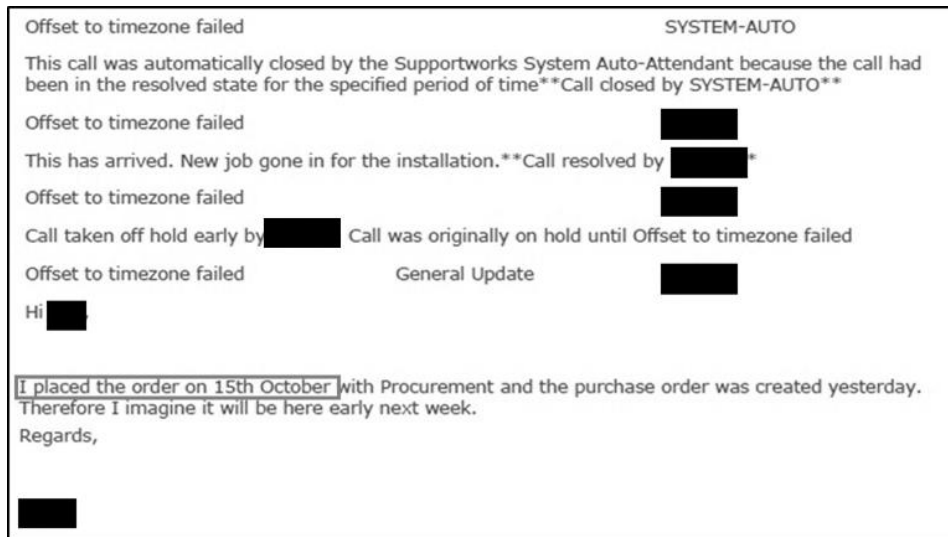 Offset to timezone failed SYSTEM-AUTO
This call was automatically closed by the Supportworks System Auto-Attendant because the call had
been in the resolved state for the specified period of time**Call closed by SYSTEM-AUTO**
Offset to timezone failed
This has arrived. New job gone in for the installation.**Call resolved by *
Offset to timezone failed
Call taken off hold early by Call was originally on hold until Offset to timezone failed
Offset to timezone failed General Update
Hi ,
I placed the order on 15th October with Procurement and the purchase order was created yesterday.
Therefore I imagine it will be here early next week.
Regards,